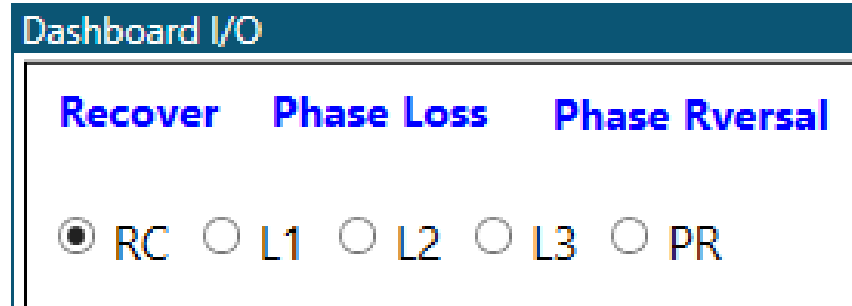 Dashboard I/O
Recover Phase Loss Phase Rversal
RC L1 L2 L3 PR